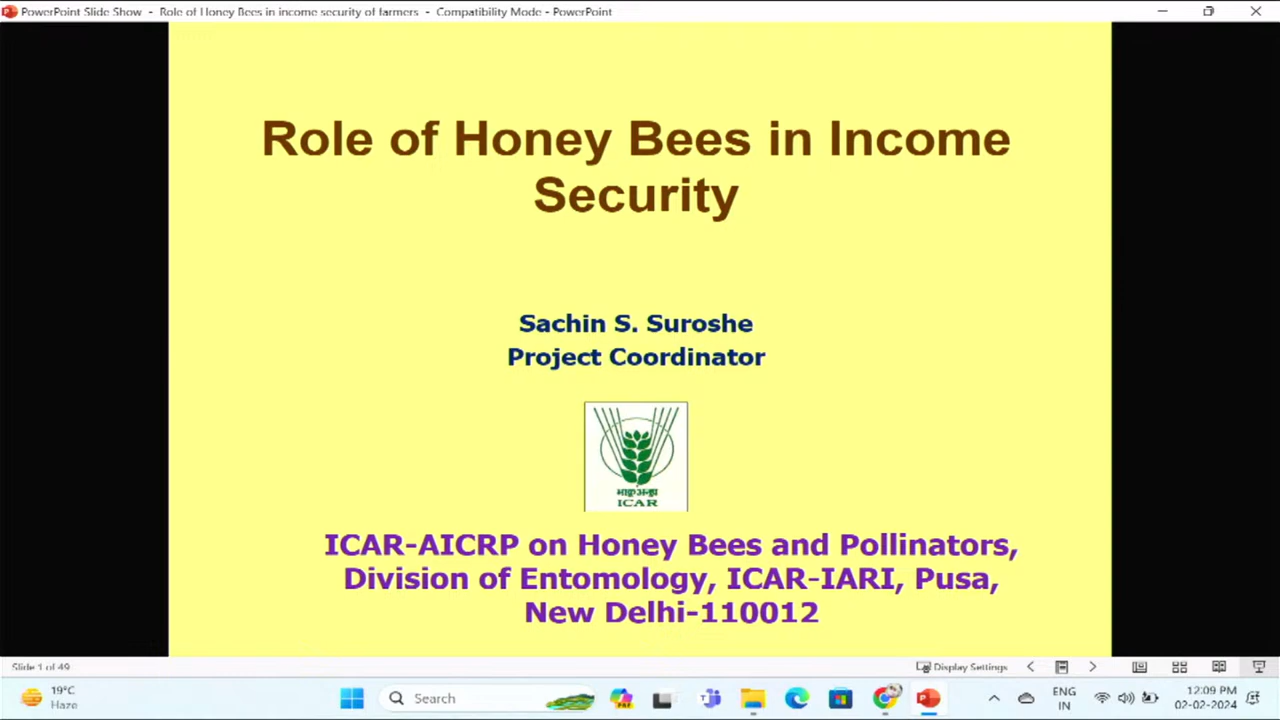 PowerPoint Slide Show - Role of Honey Bees in income security of farmers - Compatibility Mode - PowerPoint
Role of Honey Bees in Income
Security
Sachin S. Suroshe
Project Coordinator
भाकृअनुप
ICAR
ICAR-AICRP on Honey Bees and Pollinators,
Division of Entomology, ICAR-IARI, Pusa,
New Delhi-110012
Slide 1 of 49
Display Settings
19°C
Haze
Search
ENG
IN
12:09 PM
02-02-2024